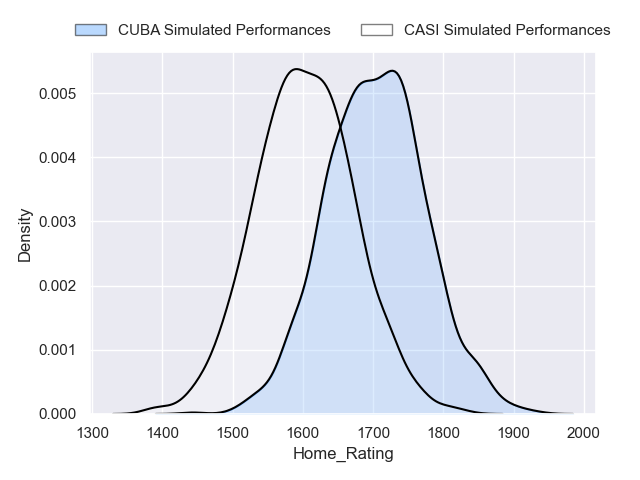 CUBA Simulated Performances CASI Simulated Performances
0.005
0.004
0.003
0.002
0.001
0.000
Density
1300 1400 1500 1600 1700 1800 1900 2000
Home_Rating